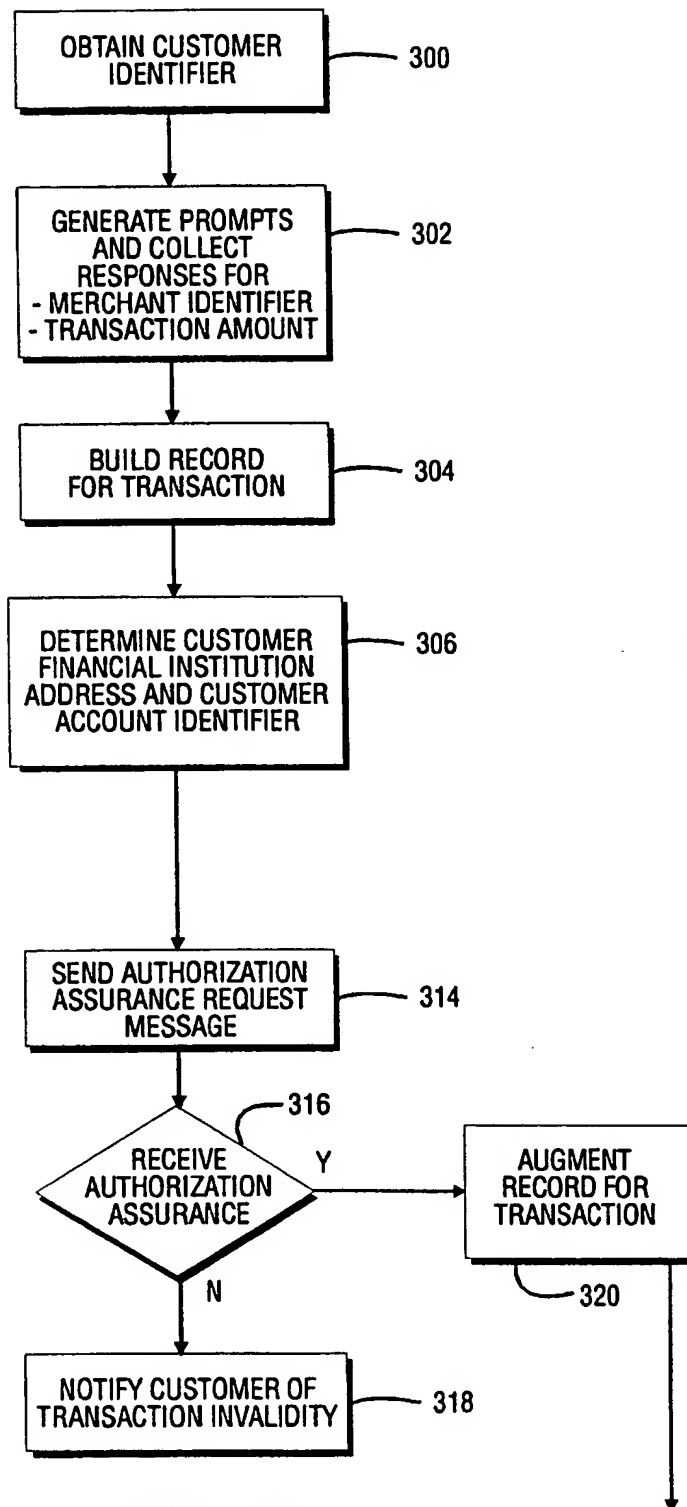 OBTAIN CUSTOMER
IDENTIFIER
300
GENERATE PROMPTS
AND COLLECT
RESPONSES FOR
- MERCHANT IDENTIFIER
- TRANSACTION AMOUNT
302
BUILD RECORD
FOR TRANSACTION
304
DETERMINE CUSTOMER
FINANCIAL INSTITUTION
ADDRESS AND CUSTOMER
ACCOUNT IDENTIFIER
306
SEND AUTHORIZATION
ASSURANCE REQUEST
MESSAGE
314
316
RECEIVE
AUTHORIZATION
ASSURANCE
Y
N
AUGMENT
RECORD FOR
TRANSACTION
320
NOTIFY CUSTOMER OF
TRANSACTION INVALIDITY
318